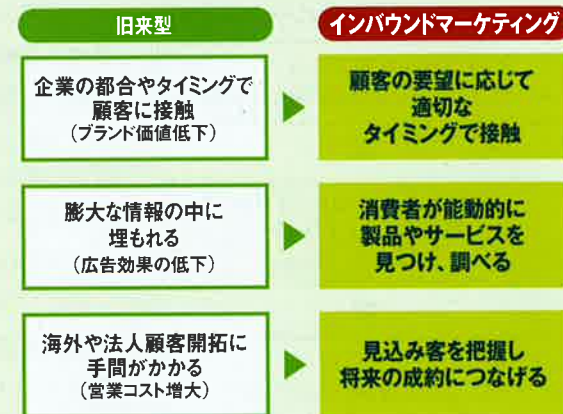 旧来型
インバウンドマーケティング
企業の都合やタイミングで
顧客に接触
(ブランド価値低下)
顧客の要望に応じて
適切な
タイミングで接触
膨大な情報の中に
埋もれる
(広告効果の低下)
消費者が能動的に
製品やサービスを
見つけ、調べる
海外や法人顧客開拓に
手間がかかる
(営業コスト増大)
見込み客を把握し
将来の成約につなげる